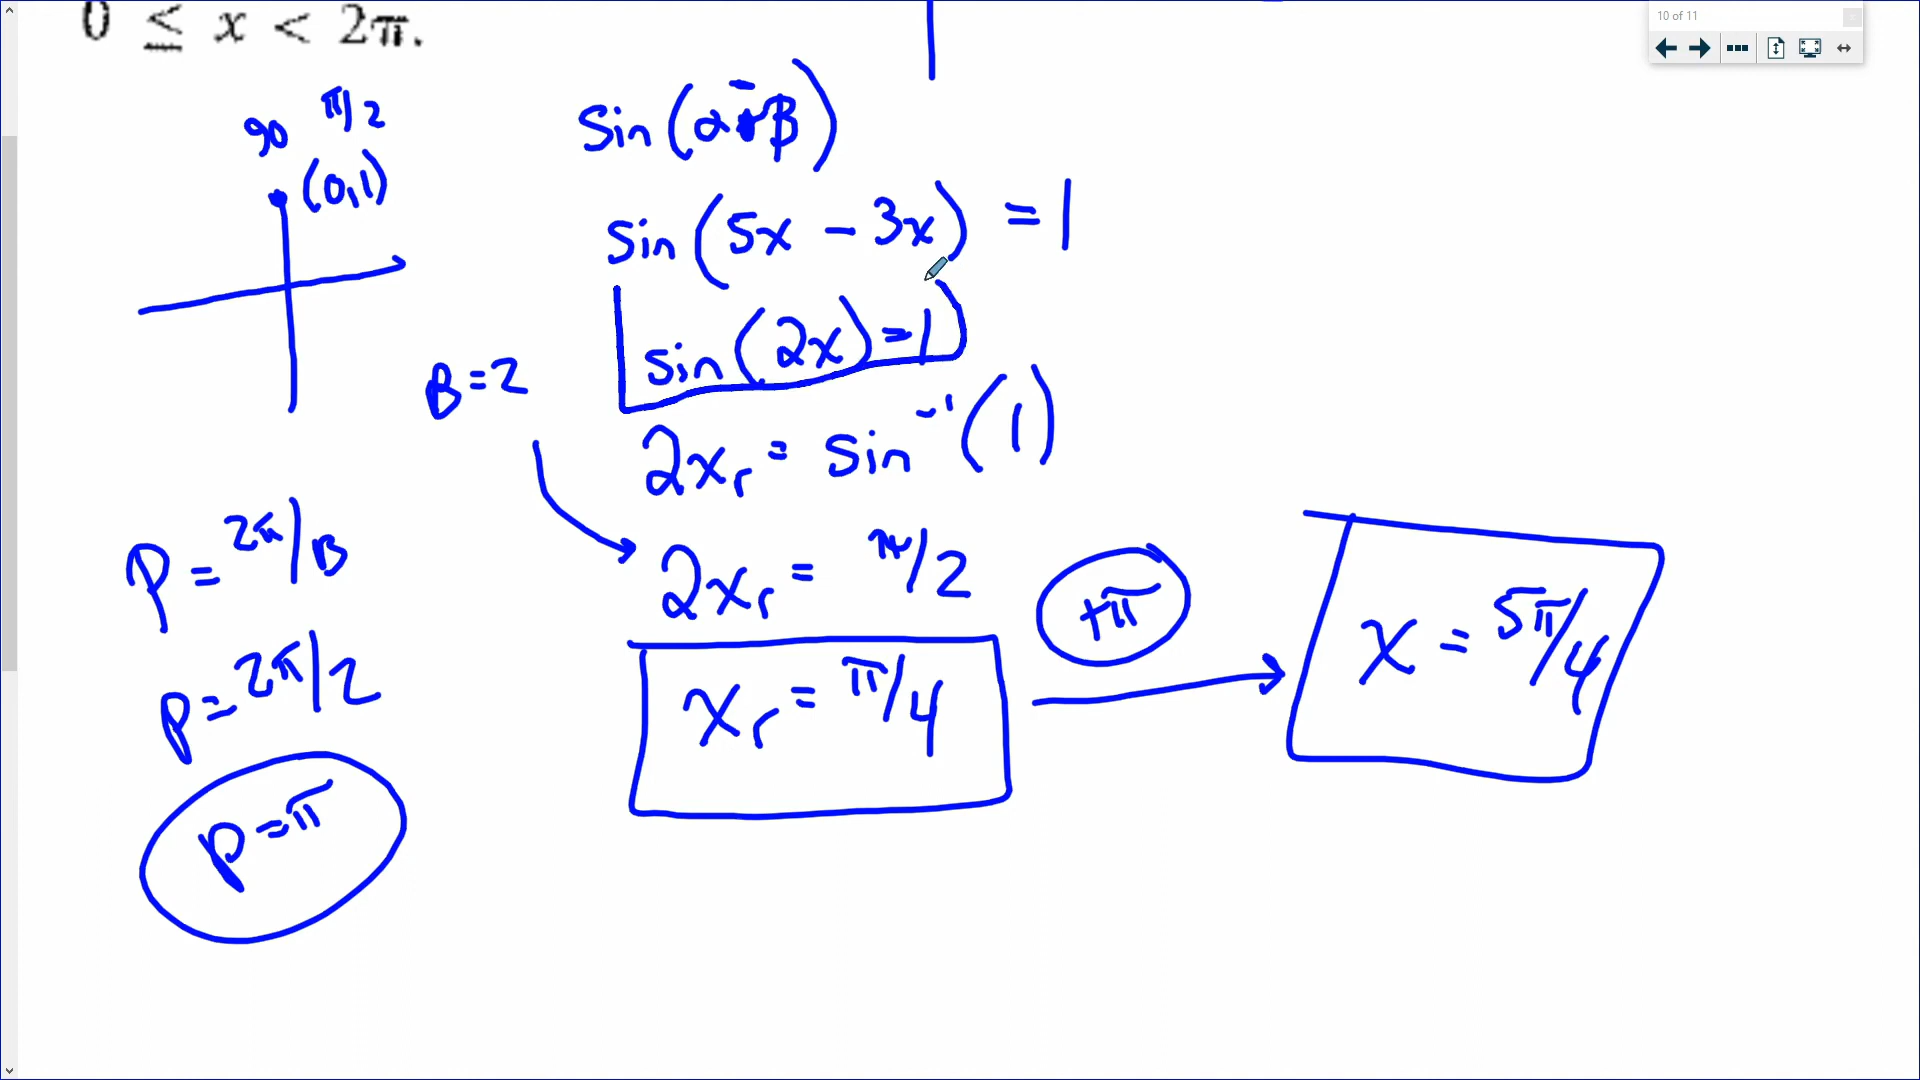 0 ≤ x < 2π.
10 of 11
90 π/2
(0,1)
sin(α-β)
sin(5x - 3x) = 1
sin(2x)=1
B=2
2xᵣ = sin⁻¹(1)
P = 2π/B
2xᵣ = π/2
+π
x = 5π/4
P = 2π/2
xᵣ = π/4
P=π